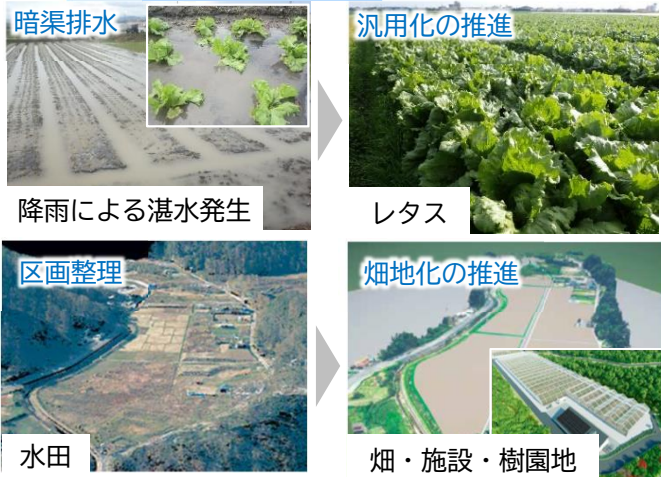 暗渠排水
汎用化の推進
降雨による湛水発生
レタス
区画整理
畑地化の推進
水田
畑・施設・樹園地